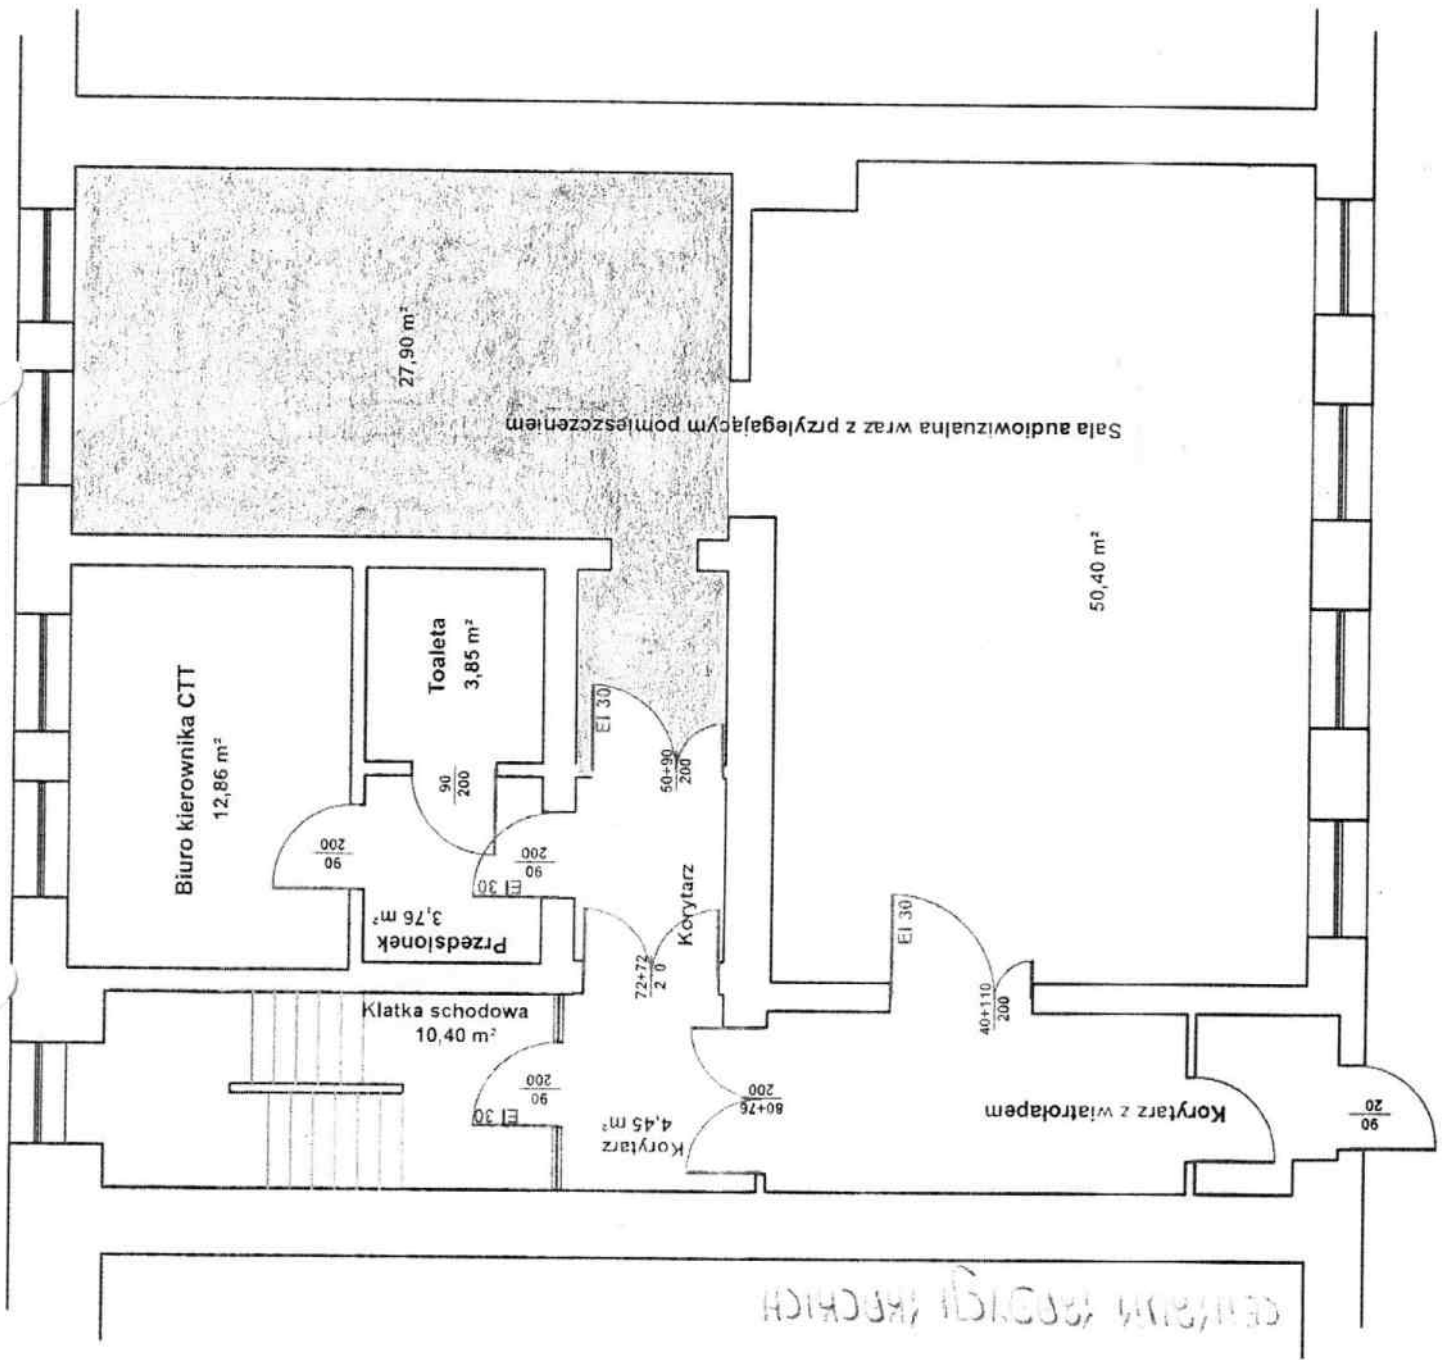 27,90 m²
Sala audiowizualna wraz z przylegającym pomieszczeniem
50,40 m²
Biuro kierownika CTT
12,86 m²
Toaleta
3,85 m²
90
200
90
200
EI 30
90
200
EI 30
50+90
200
Przedsionek
3,76 m²
Korytarz
72+72
2 0
Klatka schodowa
10,40 m²
EI 30
90
200
Korytarz
4,45 m²
80+76
200
EI 30
40+110
200
Korytarz z wiatrołapem
90
20